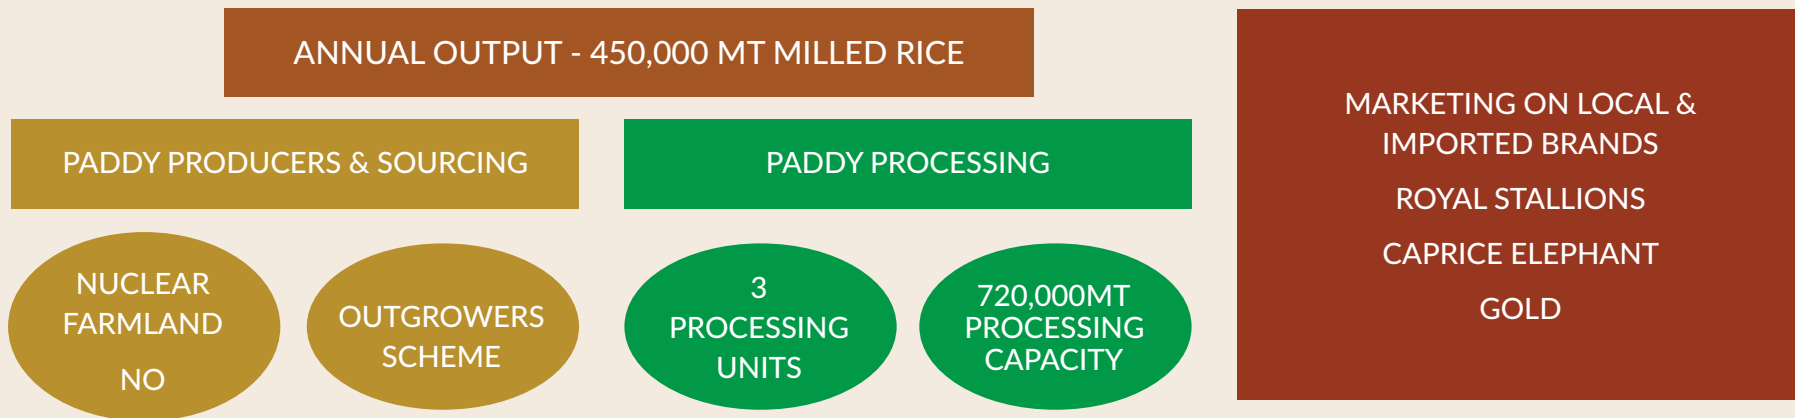 ANNUAL OUTPUT - 450,000 MT MILLED RICE
PADDY PRODUCERS & SOURCING
NUCLEAR
FARMLAND
NO
OUTGROWERS
SCHEME
PADDY PROCESSING
3
PROCESSING
UNITS
720,000MT
PROCESSING
CAPACITY
MARKETING ON LOCAL &
IMPORTED BRANDS
ROYAL STALLIONS
CAPRICE ELEPHANT
GOLD